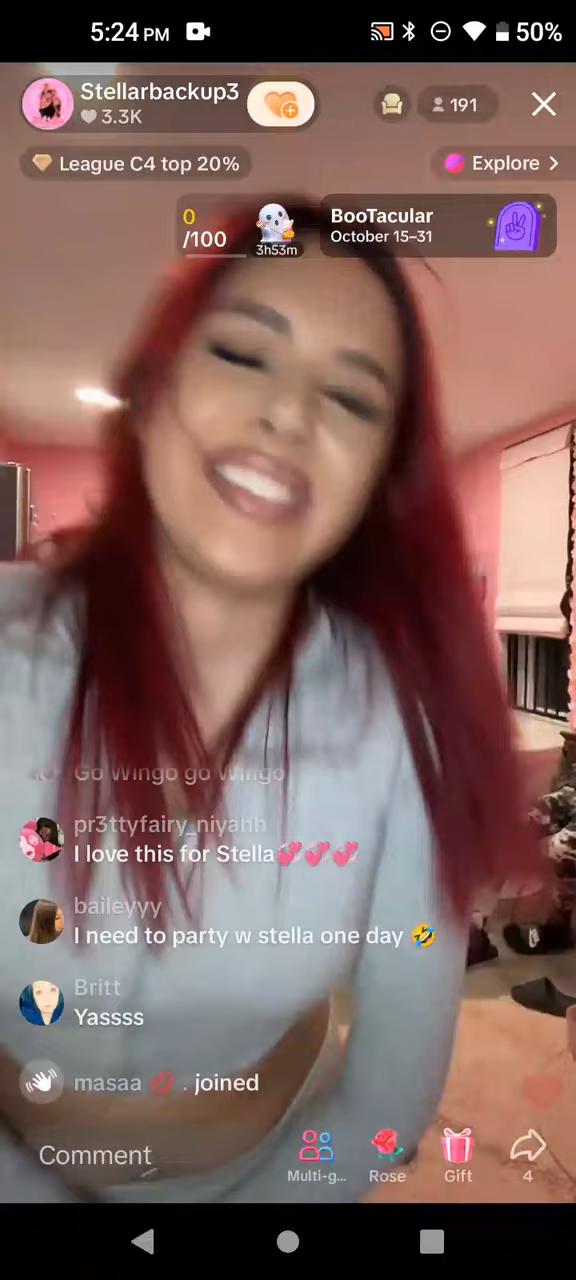 5:24 PM 50%
Stellarbackup3
3.3K
191
League C4 top 20%
Explore >
0
/100
3h53m
BooTacular
October 15–31
Go Wingo go Wingo
pr3ttyfairy_niyahh
I love this for Stella💞💞💞
baileyyy
I need to party w stella one day 🤣
Britt
Yassss
masaa 💋 . joined
Comment
Multi-g...
Rose
Gift
4